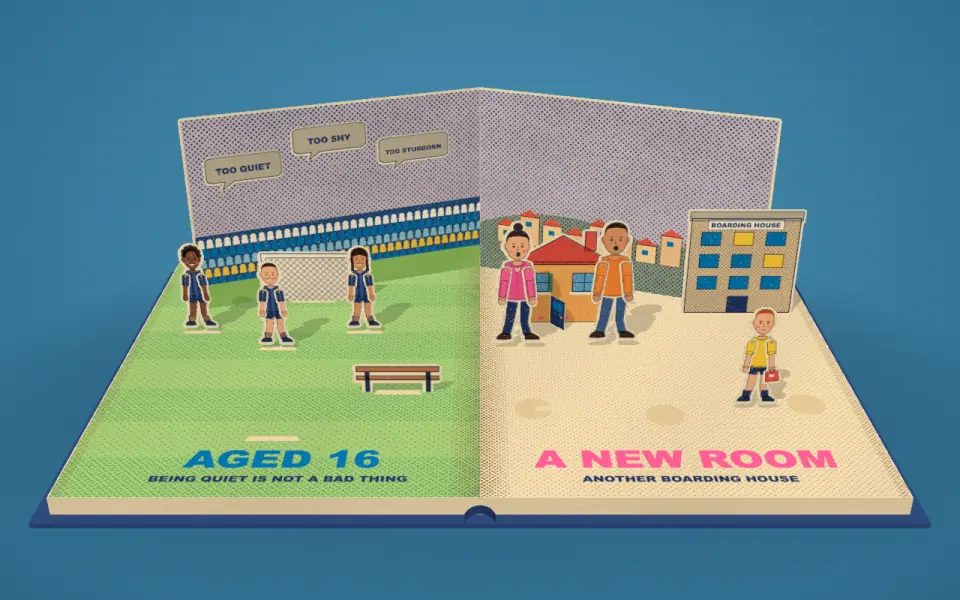 TOO QUIET
TOO SHY
TOO STUBBORN
BOARDING HOUSE
AGED 16
BEING QUIET IS NOT A BAD THING
A NEW ROOM
ANOTHER BOARDING HOUSE